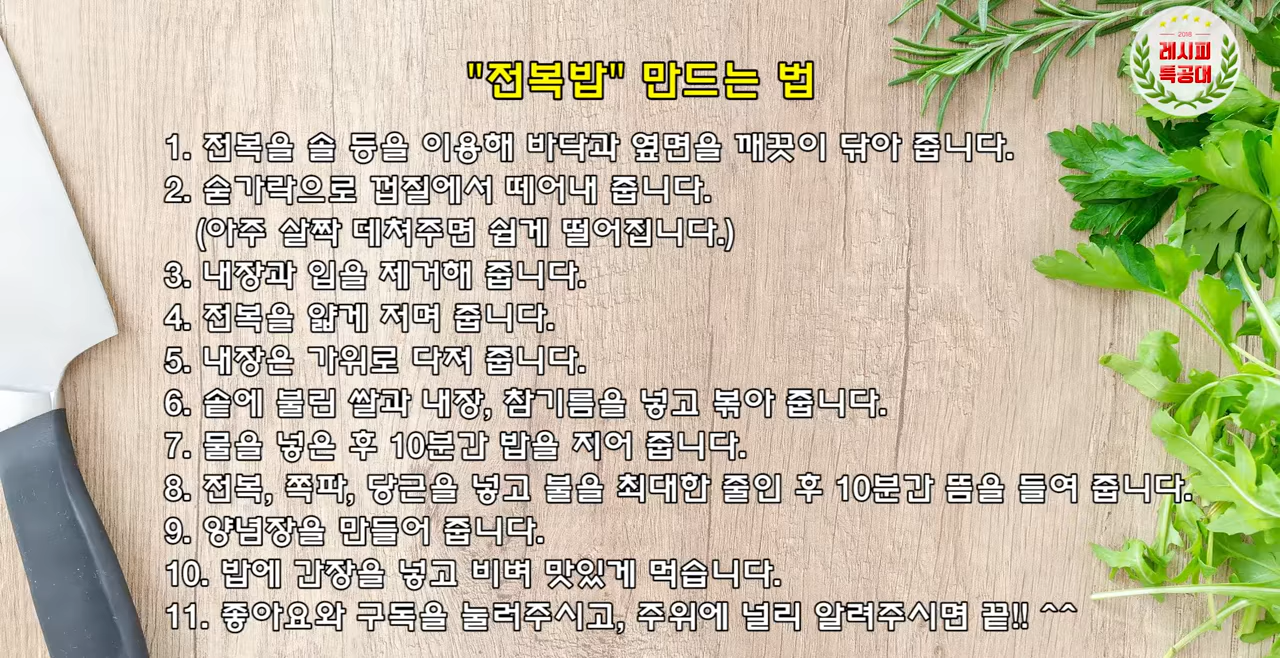 2016
레시피
특공대
"전복밥" 만드는 법
1. 전복을 솔 등을 이용해 바닥과 옆면을 깨끗이 닦아 줍니다.
2. 숟가락으로 껍질에서 떼어내 줍니다.
(아주 살짝 데쳐주면 쉽게 떨어집니다.)
3. 내장과 입을 제거해 줍니다.
4. 전복을 얇게 저며 줍니다.
5. 내장은 가위로 다져 줍니다.
6. 솥에 불린 쌀과 내장, 참기름을 넣고 볶아 줍니다.
7. 물을 넣은 후 10분간 밥을 지어 줍니다.
8. 전복, 쪽파, 당근을 넣고 불을 최대한 줄인 후 10분간 뜸을 들여 줍니다.
9. 양념장을 만들어 줍니다.
10. 밥에 간장을 넣고 비벼 맛있게 먹습니다.
11. 좋아요와 구독을 눌러주시고, 주위에 널리 알려주시면 끝!! ^^